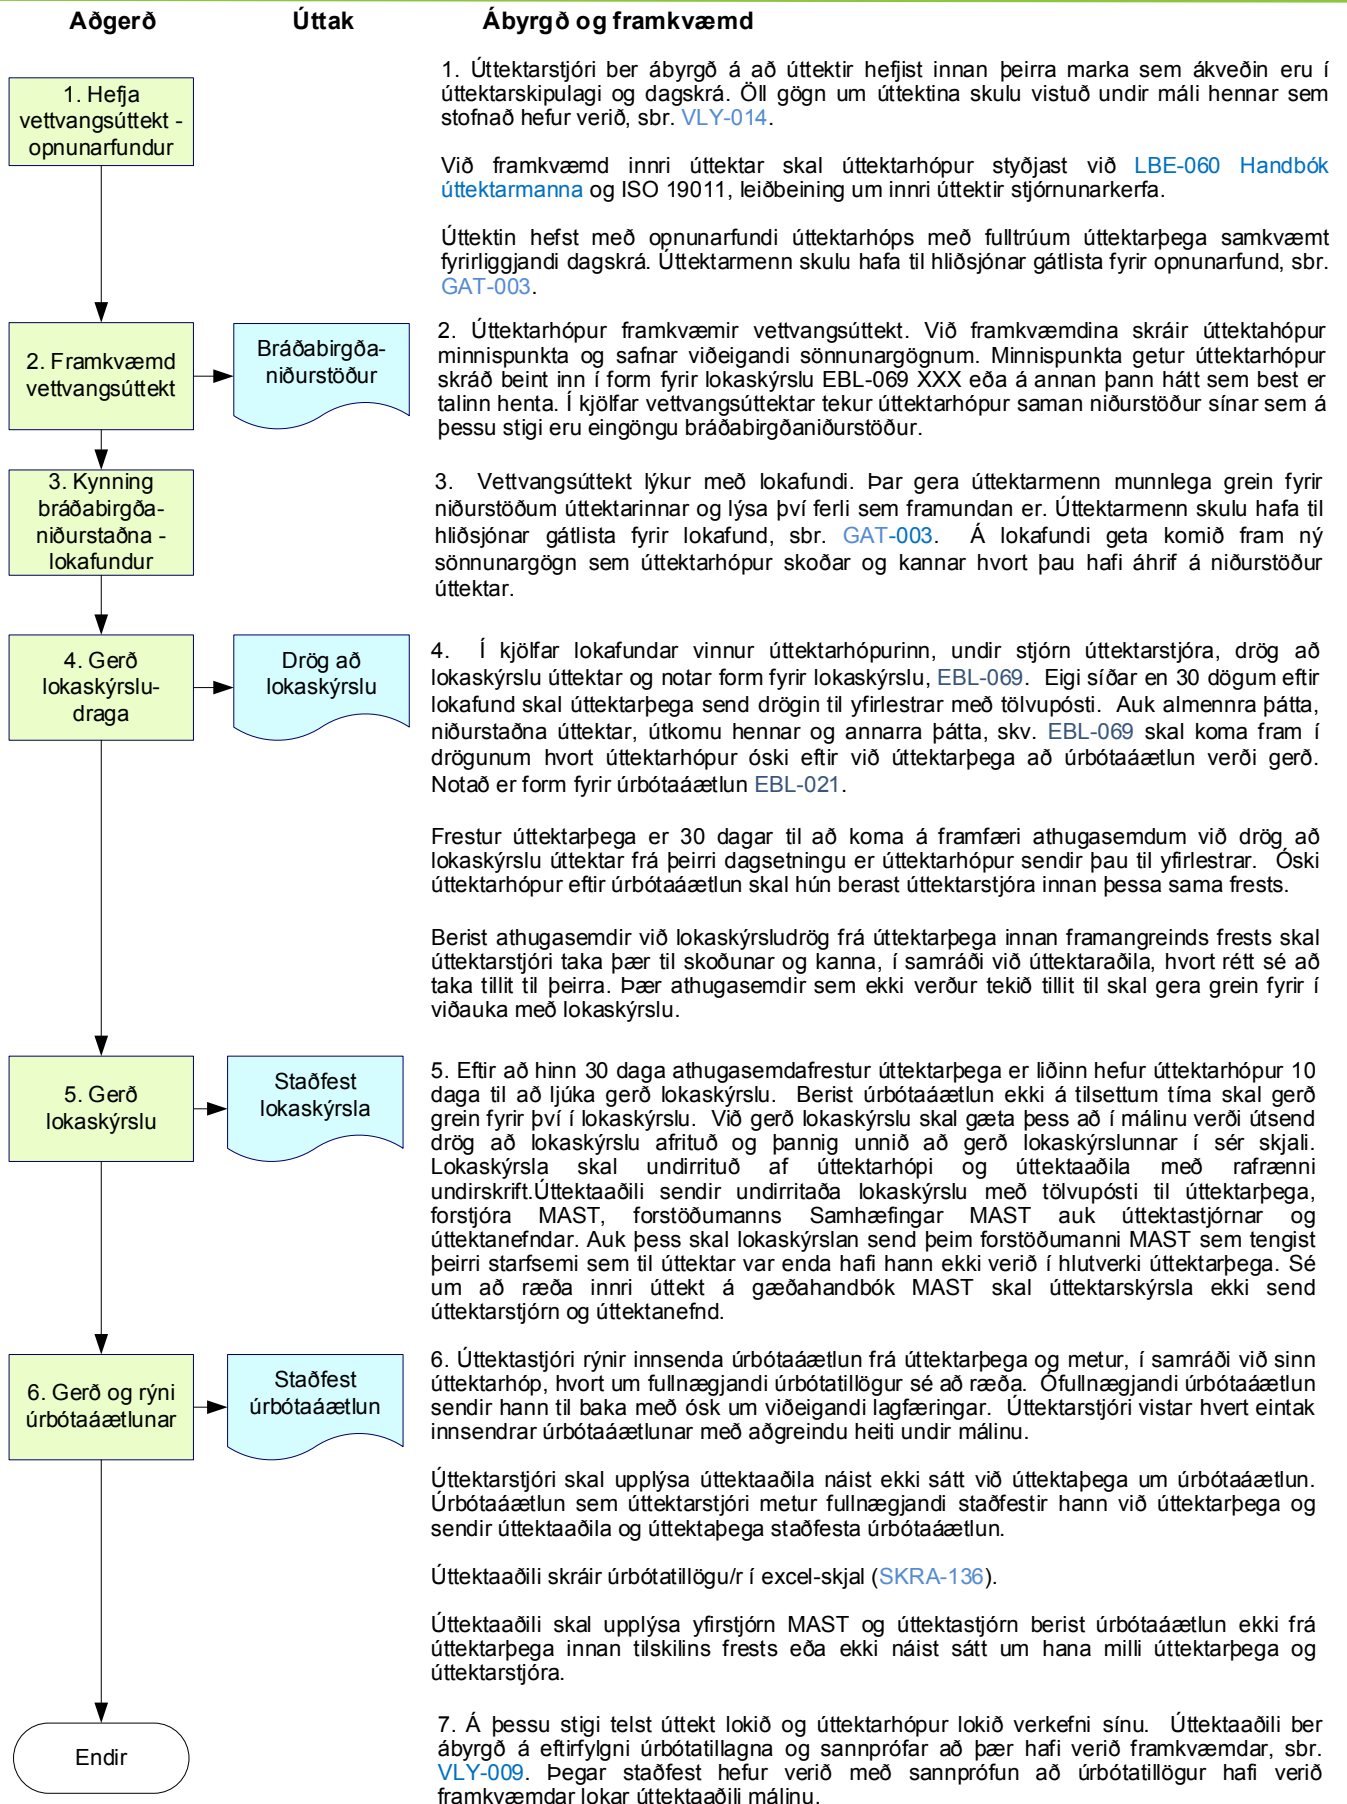 Aðgerð
Úttak
Ábyrgð og framkvæmd
1. Hefja
vettvangsúttekt -
opnunarfundur
1. Úttektarstjóri ber ábyrgð á að úttektir hefjist innan þeirra marka sem ákveðin eru í
úttektarskipulagi og dagskrá. Öll gögn um úttektina skulu vistuð undir máli hennar sem
stofnað hefur verið, sbr. VLY-014.
Við framkvæmd innri úttektar skal úttektarhópur styðjast við LBE-060 Handbók
úttektarmanna og ISO 19011, leiðbeining um innri úttektir stjórnunarkerfa.
Úttektin hefst með opnunarfundi úttektarhóps með fulltrúum úttektarþega samkvæmt
fyrirliggjandi dagskrá. Úttektarmenn skulu hafa til hliðsjónar gátlista fyrir opnunarfund, sbr.
GAT-003.
2. Framkvæmd
vettvangsúttekt
Bráðabirgða-
niðurstöður
2. Úttektarhópur framkvæmir vettvangsúttekt. Við framkvæmdina skráir úttektahópur
minnispunkta og safnar viðeigandi sönnunargögnum. Minnispunkta getur úttektarhópur
skráð beint inn í form fyrir lokaskýrslu EBL-069 XXX eða á annan þann hátt sem best er
talinn henta. Í kjölfar vettvangsúttektar tekur úttektarhópur saman niðurstöður sínar sem á
þessu stigi eru eingöngu bráðabirgðaniðurstöður.
3. Kynning
bráðabirgða-
niðurstaðna -
lokafundur
3. Vettvangsúttekt lýkur með lokafundi. Þar gera úttektarmenn munnlega grein fyrir
niðurstöðum úttektarinnar og lýsa því ferli sem framundan er. Úttektarmenn skulu hafa til
hliðsjónar gátlista fyrir lokafund, sbr. GAT-003. Á lokafundi geta komið fram ný
sönnunargögn sem úttektarhópur skoðar og kannar hvort þau hafi áhrif á niðurstöður
úttektar.
4. Gerð
lokaskýrslu-
draga
Drög að
lokaskýrslu
4. Í kjölfar lokafundar vinnur úttektarhópurinn, undir stjórn úttektarstjóra, drög að
lokaskýrslu úttektar og notar form fyrir lokaskýrslu, EBL-069. Eigi síðar en 30 dögum eftir
lokafund skal úttektarþega send drögin til yfirlestrar með tölvupósti. Auk almennra þátta,
niðurstaðna úttektar, útkomu hennar og annarra þátta, skv. EBL-069 skal koma fram í
drögunum hvort úttektarhópur óski eftir við úttektarþega að úrbótaáætlun verði gerð.
Notað er form fyrir úrbótaáætlun EBL-021.
Frestur úttektarþega er 30 dagar til að koma á framfæri athugasemdum við drög að
lokaskýrslu úttektar frá þeirri dagsetningu er úttektarhópur sendir þau til yfirlestrar. Óski
úttektarhópur eftir úrbótaáætlun skal hún berast úttektarstjóra innan þessa sama frests.
Berist athugasemdir við lokaskýrsludrög frá úttektarþega innan framangreinds frests skal
úttektarstjóri taka þær til skoðunar og kanna, í samráði við úttektaraðila, hvort rétt sé að
taka tillit til þeirra. Þær athugasemdir sem ekki verður tekið tillit til skal gera grein fyrir í
viðauka með lokaskýrslu.
5. Gerð
lokaskýrslu
Staðfest
lokaskýrsla
5. Eftir að hinn 30 daga athugasemdafrestur úttektarþega er liðinn hefur úttektarhópur 10
daga til að ljúka gerð lokaskýrslu. Berist úrbótaáætlun ekki á tilsettum tíma skal gerð
grein fyrir því í lokaskýrslu. Við gerð lokaskýrslu skal gæta þess að í málinu verði útsend
drög að lokaskýrslu afrituð og þannig unnið að gerð lokaskýrslunnar í sér skjali.
Lokaskýrsla skal undirrituð af úttektarhópi og úttektaaðila með rafrænni
undirskrift.Úttektaaðili sendir undirritaða lokaskýrslu með tölvupósti til úttektarþega,
forstjóra MAST, forstöðumanns Samhæfingar MAST auk úttektastjórnar og
úttektanefndar. Auk þess skal lokaskýrslan send þeim forstöðumanni MAST sem tengist
þeirri starfsemi sem til úttektar var enda hafi hann ekki verið í hlutverki úttektarþega. Sé
um að ræða innri úttekt á gæðahandbók MAST skal úttektarskýrsla ekki send
úttektarstjórn og úttektanefnd.
6. Gerð og rýni
úrbótaáætlunar
Staðfest
úrbótaáætlun
6. Úttektastjóri rýnir innsenda úrbótaáætlun frá úttektarþega og metur, í samráði við sinn
úttektarhóp, hvort um fullnægjandi úrbótatillögur sé að ræða. Ófullnægjandi úrbótaáætlun
sendir hann til baka með ósk um viðeigandi lagfæringar. Úttektarstjóri vistar hvert eintak
innsendrar úrbótaáætlunar með aðgreindu heiti undir málinu.
Úttektarstjóri skal upplýsa úttektaaðila náist ekki sátt við úttektaþega um úrbótaáætlun.
Úrbótaáætlun sem úttektarstjóri metur fullnægjandi staðfestir hann við úttektarþega og
sendir úttektaaðila og úttektaþega staðfesta úrbótaáætlun.
Úttektaaðili skráir úrbótatillögu/r í excel-skjal (SKRA-136).
Úttektaaðili skal upplýsa yfirstjórn MAST og úttektastjórn berist úrbótaáætlun ekki frá
úttektarþega innan tilskilins frests eða ekki náist sátt um hana milli úttektarþega og
úttektarstjóra.
Endir
7. Á þessu stigi telst úttekt lokið og úttektarhópur lokið verkefni sínu. Úttektaaðili ber
ábyrgð á eftirfylgni úrbótatillagna og sannprófar að þær hafi verið framkvæmdar, sbr.
VLY-009. Þegar staðfest hefur verið með sannprófun að úrbótatillögur hafi verið
framkvæmdar lokar úttektaaðili málinu.